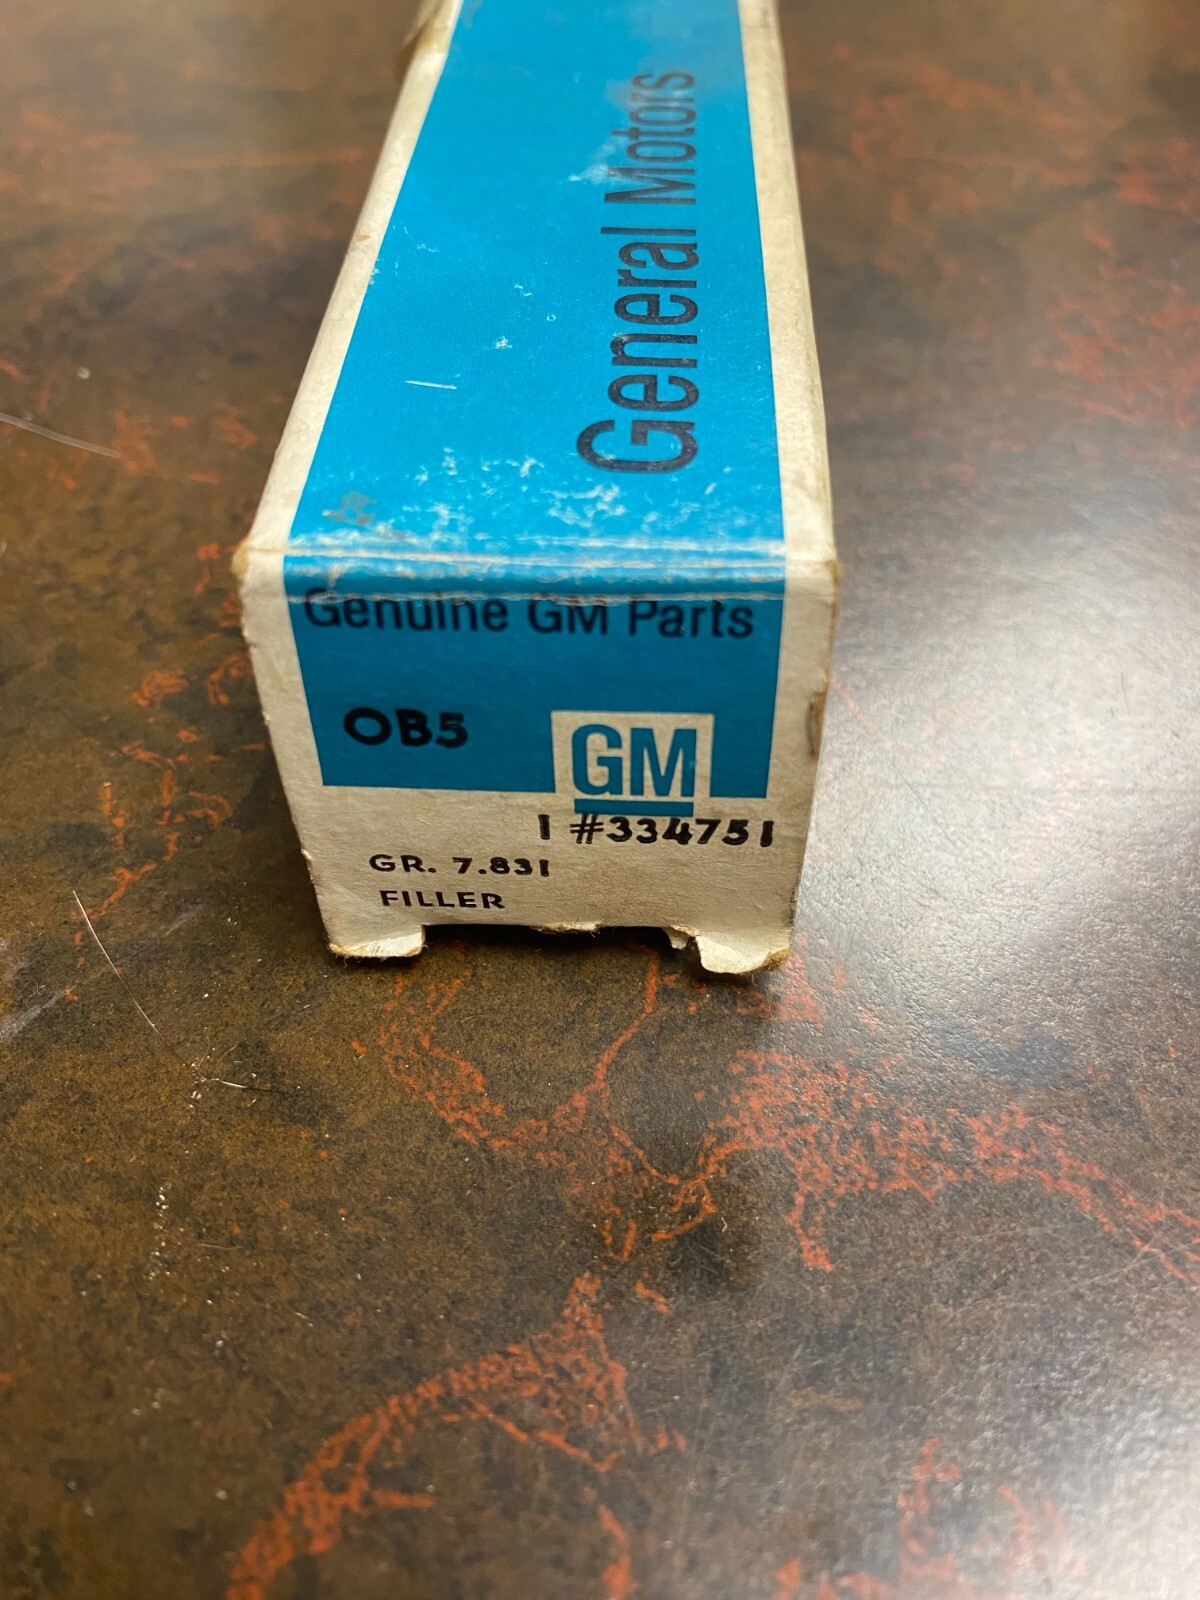 General Motors
Genuine GM Parts
OB5
GM
1 #334751
GR. 7.831
FILLER